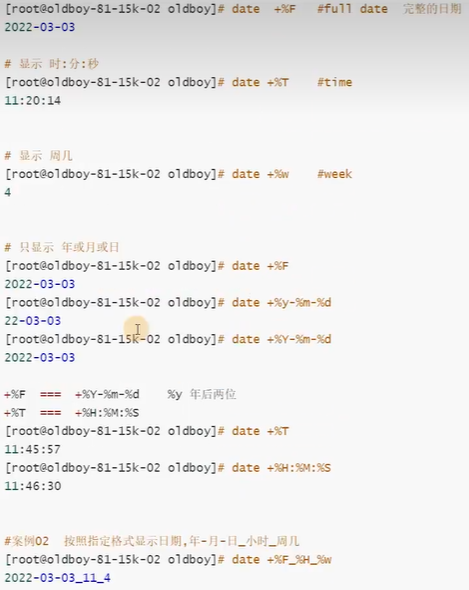 [root@oldboy-81-15k-02 oldboy]# date  +%F   #full date  完整的日期
2022-03-03
# 显示 时:分:秒
[root@oldboy-81-15k-02 oldboy]# date +%T    #time
11:20:14
# 显示 周几
[root@oldboy-81-15k-02 oldboy]# date +%w    #week
4
# 只显示 年或月或日
[root@oldboy-81-15k-02 oldboy]# date +%F
2022-03-03
[root@oldboy-81-15k-02 oldboy]# date +%y-%m-%d
22-03-03
[root@oldboy-81-15k-02 oldboy]# date +%Y-%m-%d
2022-03-03
+%F  ===  +%Y-%m-%d    %y 年后两位
+%T  ===  +%H:%M:%S
[root@oldboy-81-15k-02 oldboy]# date +%T
11:45:57
[root@oldboy-81-15k-02 oldboy]# date +%H:%M:%S
11:46:30
#案例02  按照指定格式显示日期,年-月-日_小时_周几
[root@oldboy-81-15k-02 oldboy]# date +%F_%H_%w
2022-03-03_11_4